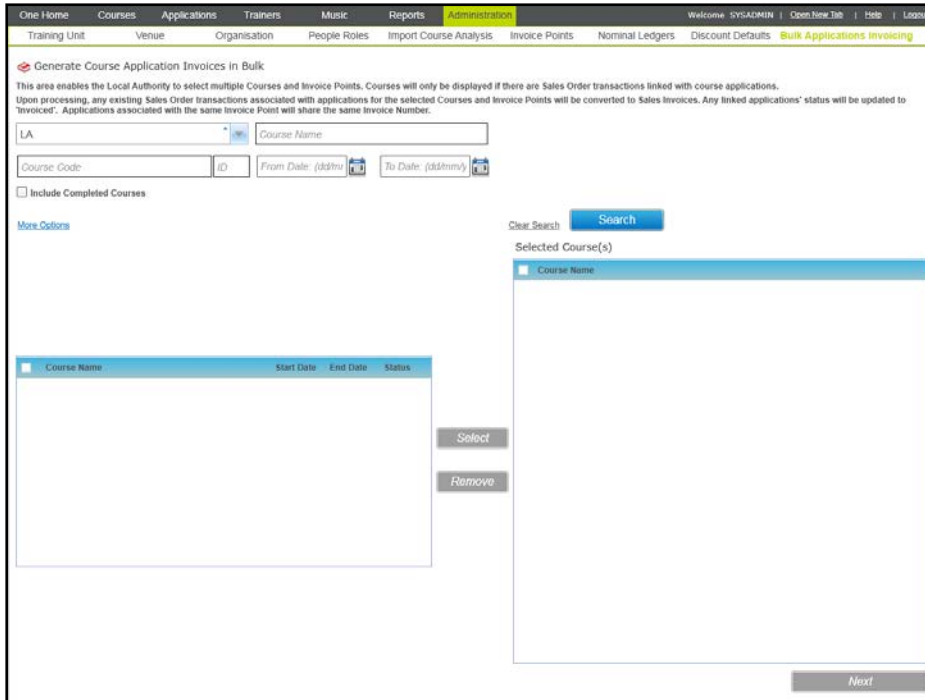 One Home Courses Applications Trainers Music Reports Administration Welcome SYSADMIN | Open New Tab | Help | Logou
Training Unit Venue Organisation People Roles Import Course Analysis Invoice Points Nominal Ledgers Discount Defaults Bulk Applications Invoicing
Generate Course Application Invoices in Bulk
This area enables the Local Authority to select multiple Courses and Invoice Points. Courses will only be displayed if there are Sales Order transactions linked with course applications.
Upon processing, any existing Sales Order transactions associated with applications for the selected Courses and Invoice Points will be converted to Sales Invoices. Any linked applications' status will be updated to
'Invoiced'. Applications associated with the same Invoice Point will share the same Invoice Number.
LA * Course Name
Course Code ID From Date: (dd/mm To Date: (dd/mm/y
Include Completed Courses
More Options Clear Search Search
Selected Course(s)
Course Name
Course Name Start Date End Date Status
Select
Remove
Next